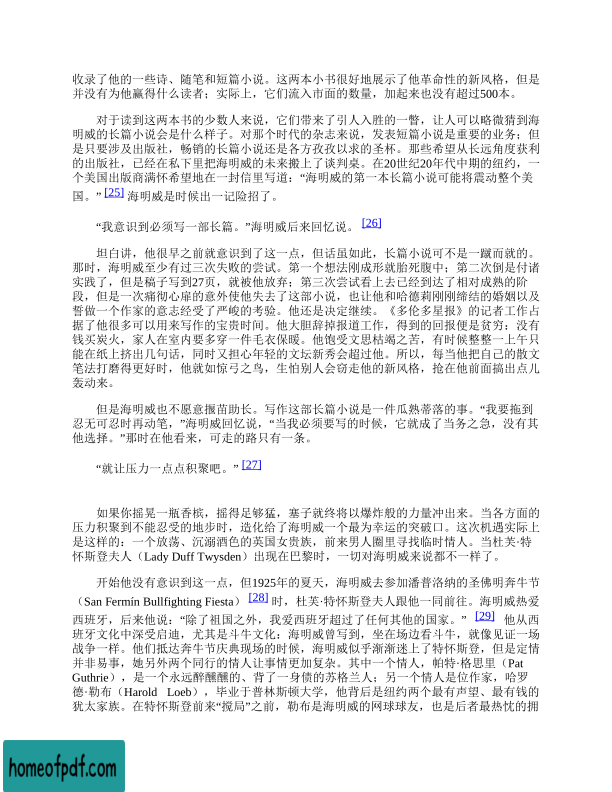 收录了他的一些诗、随笔和短篇小说。这两本小书很好地展示了他革命性的新风格，但是
并没有为他赢得什么读者；实际上，它们流入市面的数量，加起来也没有超过500本。
对于读到这两本书的少数人来说，它们带来了引人入胜的一瞥，让人可以略微猜到海
明威的长篇小说会是什么样子。对那个时代的杂志来说，发表短篇小说是重要的业务；但
是只要涉及出版社，畅销的长篇小说还是各方孜孜以求的圣杯。那些希望从长远角度获利
的出版社，已经在私下里把海明威的未来搬上了谈判桌。在20世纪20年代中期的纽约，一
个美国出版商满怀希望地在一封信里写道：“海明威的第一本长篇小说可能将震动整个美
国。” [25] 海明威是时候出一记险招了。
“我意识到必须写一部长篇。”海明威后来回忆说。 [26]
坦白讲，他很早之前就意识到了这一点，但话虽如此，长篇小说可不是一蹴而就的。
那时，海明威至少有过三次失败的尝试。第一个想法刚成形就胎死腹中；第二次倒是付诸
实践了，但是稿子写到27页，就被他放弃；第三次尝试看上去已经到达了相对成熟的阶
段，但是一次痛彻心扉的意外使他失去了这部小说，也让他和哈德莉刚刚缔结的婚姻以及
誓做一个作家的意志经受了严峻的考验。他还是决定继续。《多伦多星报》的记者工作占
据了他很多可以用来写作的宝贵时间。他大胆辞掉报道工作，得到的回报便是贫穷：没有
钱买炭火，家人在室内要多穿一件毛衣保暖。他饱受文思枯竭之苦，有时候整整一上午只
能在纸上挤出几句话，同时又担心年轻的文坛新秀会超过他。所以，每当他把自己的散文
笔法打磨得更好时，他就如惊弓之鸟，生怕别人会窃走他的新风格，抢在他前面搞出点儿
轰动来。
但是海明威也不愿意揠苗助长。写作这部长篇小说是一件瓜熟蒂落的事。“我要拖到
忍无可忍时再动笔，”海明威回忆说，“当我必须要写的时候，它就成了当务之急，没有其
他选择。”那时在他看来，可走的路只有一条。
“就让压力一点点积聚吧。” [27]
如果你摇晃一瓶香槟，摇得足够猛，塞子就终将以爆炸般的力量冲出来。当各方面的
压力积聚到不能忍受的地步时，造化给了海明威一个最为幸运的突破口。这次机遇实际上
是这样的：一个放荡、沉溺酒色的英国女贵族，前来男人圈里寻找临时情人。当杜芙·特
怀斯登夫人（Lady Duff Twysden）出现在巴黎时，一切对海明威来说都不一样了。
开始他没有意识到这一点，但1925年的夏天，海明威去参加潘普洛纳的圣佛明奔牛节
（San Fermín Bullfighting Fiesta） [28] 时，杜芙·特怀斯登夫人跟他一同前往。海明威热爱
西班牙，后来他说：“除了祖国之外，我爱西班牙超过了任何其他的国家。” [29] 他从西
班牙文化中深受启迪，尤其是斗牛文化：海明威曾写到，坐在场边看斗牛，就像见证一场
战争一样。他们抵达奔牛节庆典现场的时候，海明威似乎渐渐迷上了特怀斯登，但是定情
并非易事，她另外两个同行的情人让事情更加复杂。其中一个情人，帕特·格思里（Pat
Guthrie），是一个永远醉醺醺的、背了一身债的苏格兰人；另一个情人是位作家，哈罗
德·勒布（Harold Loeb），毕业于普林斯顿大学，他背后是纽约两个最有声望、最有钱的
犹太家族。在特怀斯登前来“搅局”之前，勒布是海明威的网球球友，也是后者最热忱的拥
homeofpdf.com